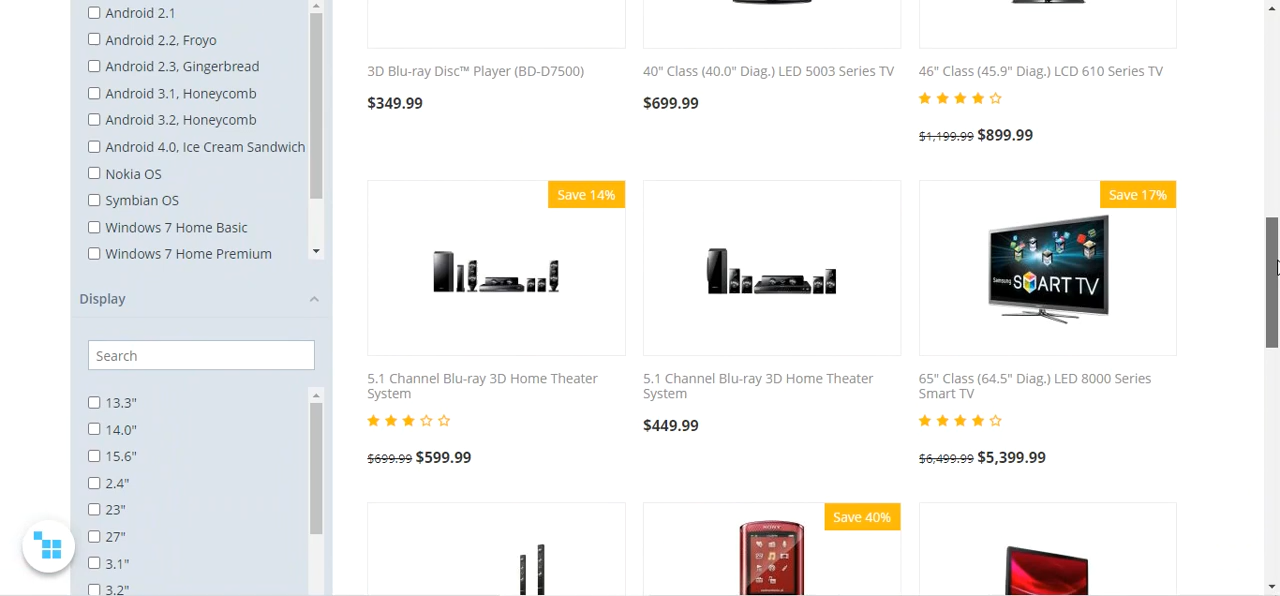 Android 2.1
Android 2.2, Froyo
Android 2.3, Gingerbread
Android 3.1, Honeycomb
Android 3.2, Honeycomb
Android 4.0, Ice Cream Sandwich
Nokia OS
Symbian OS
Windows 7 Home Basic
Windows 7 Home Premium
Display
Search
13.3"
14.0"
15.6"
2.4"
23"
27"
3.1"
3.2"
3D Blu-ray Disc™ Player (BD-D7500)
$349.99
40" Class (40.0" Diag.) LED 5003 Series TV
$699.99
46" Class (45.9" Diag.) LCD 610 Series TV
$1,199.99 $899.99
Save 14%
5.1 Channel Blu-ray 3D Home Theater
System
$699.99 $599.99
5.1 Channel Blu-ray 3D Home Theater
System
$449.99
Save 17%
Samsung SMART TV
65" Class (64.5" Diag.) LED 8000 Series
Smart TV
$6,499.99 $5,399.99
Save 40%
SONY